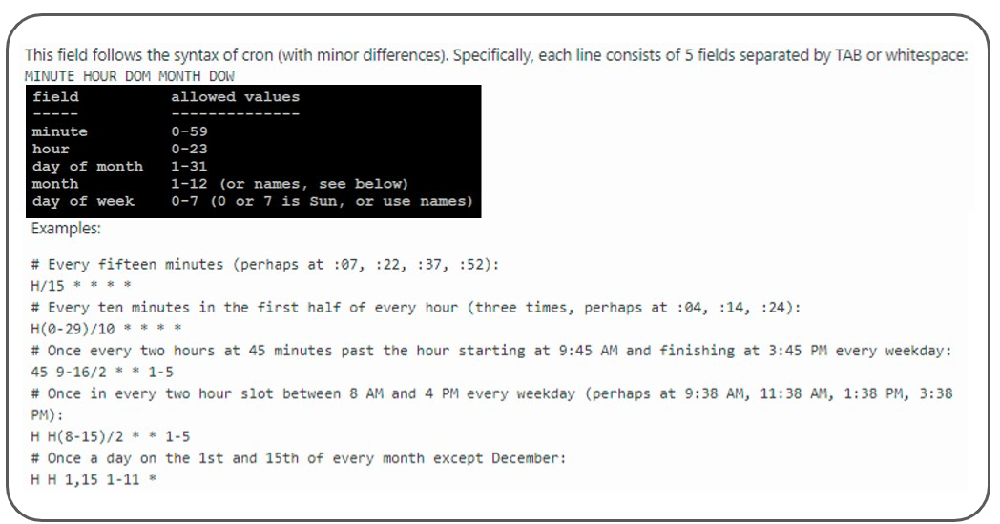 This field follows the syntax of cron (with minor differences). Specifically, each line consists of 5 fields separated by TAB or whitespace:
MINUTE HOUR DOM MONTH DOW
field allowed values
----- --------------
minute 0-59
hour 0-23
day of month 1-31
month 1-12 (or names, see below)
day of week 0-7 (0 or 7 is Sun, or use names)
Examples:
# Every fifteen minutes (perhaps at :07, :22, :37, :52):
H/15 * * * *
# Every ten minutes in the first half of every hour (three times, perhaps at :04, :14, :24):
H(0-29)/10 * * * *
# Once every two hours at 45 minutes past the hour starting at 9:45 AM and finishing at 3:45 PM every weekday:
45 9-16/2 * * 1-5
# Once in every two hour slot between 8 AM and 4 PM every weekday (perhaps at 9:38 AM, 11:38 AM, 1:38 PM, 3:38
PM):
H H(8-15)/2 * * 1-5
# Once a day on the 1st and 15th of every month except December:
H H 1,15 1-11 *